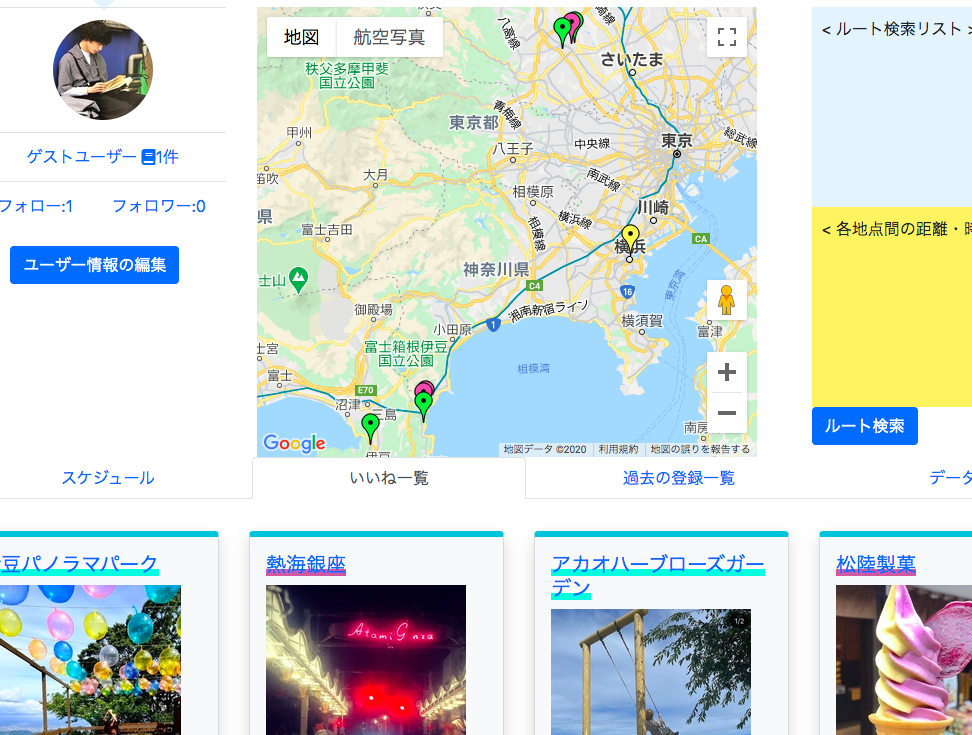 ゲストユーザー 1件
フォロー:1 フォロワー:0
ユーザー情報の編集
地図 航空写真
八高線
さいたま
秩父多摩甲斐
国立公園
青梅線
東京都
甲州
八王子
中央線
東京
総武線
笛吹
大月
南武線
相模原
川崎
県
富士吉田
相模線
横浜線
横浜
CA
士山
神奈川県
C4
16
東京湾
御殿場
湘南新宿ライン
小田原
1
横須賀
富津
富士箱根伊豆
国立公園
士宮
富士
相模湾
E70
沼津
三島
南房
伊豆
Google
地図データ ©2020 利用規約 地図の誤りを報告する
< ルート検索リスト >
< 各地点間の距離・時
ルート検索
スケジュール いいね一覧 過去の登録一覧 データ
豆パノラマパーク
熱海銀座
Atami Ginza
アカオハーブローズガー
デン
1/2
松陸製菓